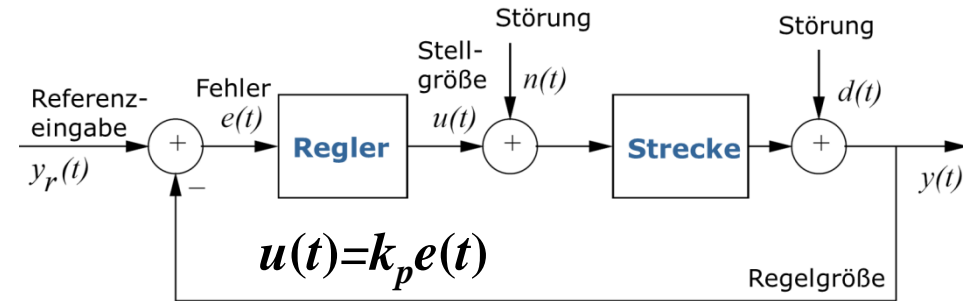 Störung
Störung
Stell-
größe
n(t)
d(t)
Referenz-
eingabe
Fehler
e(t)
u(t)
+
Regler
+
Strecke
+
y_r(t)
−
y(t)
u(t)=k_p e(t)
Regelgröße